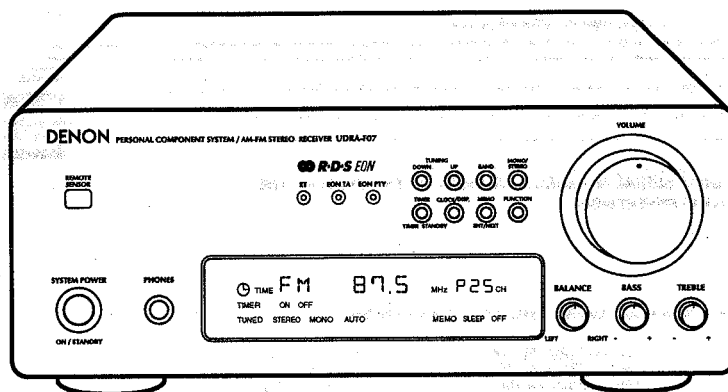 DENON PERSONAL COMPONENT SYSTEM / AM-FM STEREO RECEIVER UDRA-F07
VOLUME
R·D·S EON
REMOTE SENSOR
RT EON TA EON PTY
TUNING
DOWN UP BAND MONO/STEREO
TIMER CLOCK/DISP. MEMO FUNCTION
TIMER STANDBY ENT/NEXT
SYSTEM POWER
PHONES
ON / STANDBY
TIME FM 87.5 MHz P25 CH
TIMER ON OFF
TUNED STEREO MONO AUTO MEMO SLEEP OFF
BALANCE BASS TREBLE
LEFT RIGHT - + - +